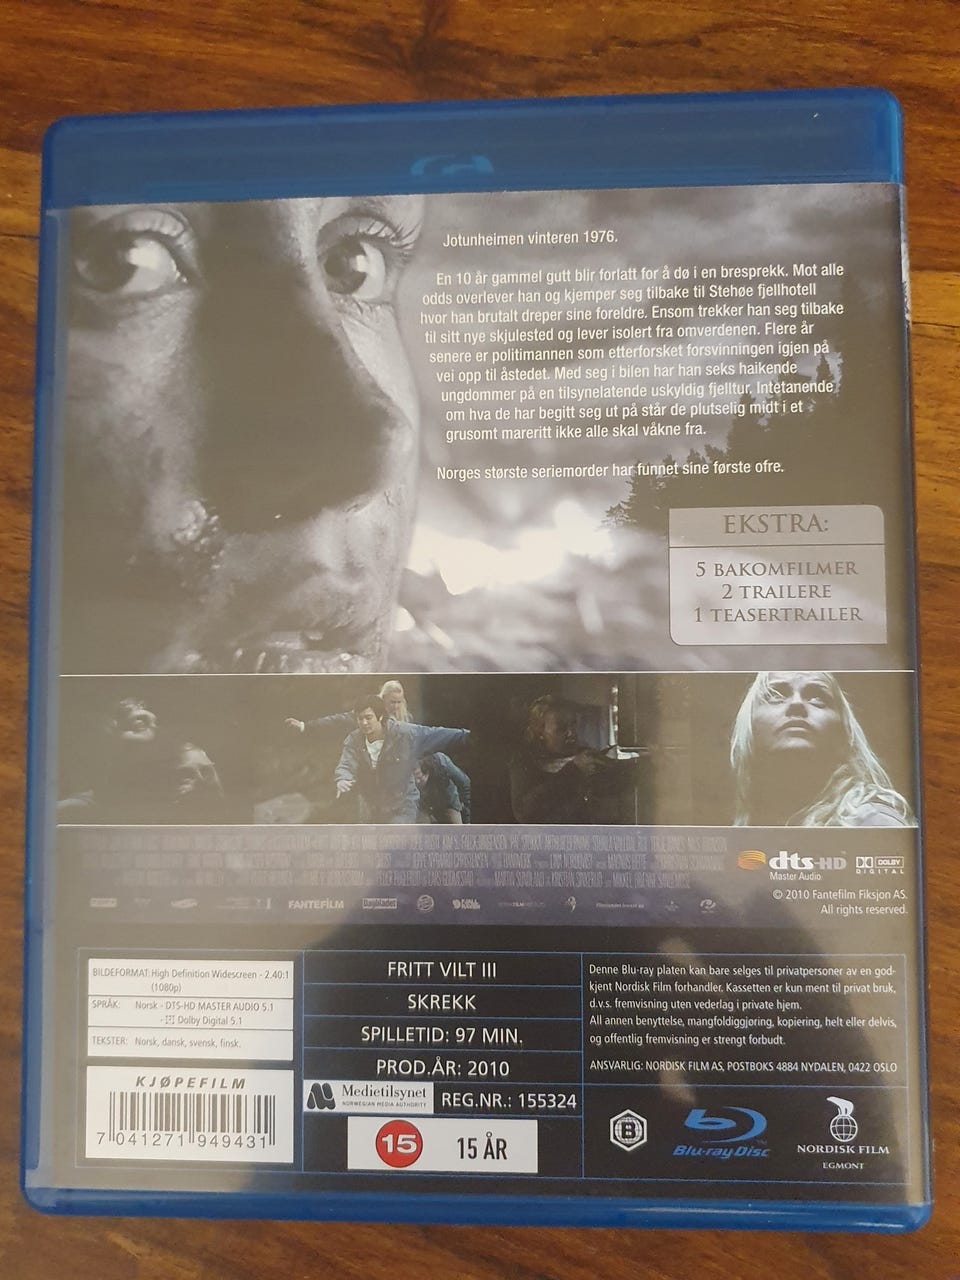 Jotunheimen vinteren 1976.
En 10 år gammel gutt blir forlatt for å dø i en bresprekk. Mot alle
odds overlever han og kjemper seg tilbake til Stehøe fjellhotell
hvor han brutalt dreper sine foreldre. Ensom trekker han seg tilbake
til sitt nye skjulested og lever isolert fra omverdenen. Flere år
senere er politimannen som etterforsket forsvinningen igjen på
vei opp til åstedet. Med seg i bilen har han seks haikende
ungdommer på en tilsynelatende uskyldig fjelltur. Intetanende
om hva de har begitt seg ut på står de plutselig midt i et
grusomt mareritt ikke alle skal våkne fra.
Norges største seriemorder har funnet sine første ofre.
EKSTRA:
5 BAKOMFILMER
2 TRAILERE
1 TEASERTRAILER
dts-HD
Master Audio
DOLBY
DIGITAL
© 2010 Fantefilm Fiksjon AS.
All rights reserved.
FANTEFILM
Dagbladet
BILDEFORMAT: High Definition Widescreen - 2.40:1
(1080p)
SPRÅK: Norsk - DTS-HD MASTER AUDIO 5.1
- Dolby Digital 5.1
TEKSTER: Norsk, dansk, svensk, finsk.
KJØPEFILM
7 041271 949431
FRITT VILT III
SKREKK
SPILLETID: 97 MIN.
PROD.ÅR: 2010
Medietilsynet
NORWEGIAN MEDIA AUTHORITY
REG.NR.: 155324
15
15 ÅR
Denne Blu-ray platen kan bare selges til privatpersoner av en god-
kjent Nordisk Film forhandler. Kassetten er kun ment til privat bruk,
d.v.s. fremvisning uten vederlag i private hjem.
All annen benyttelse, mangfoldiggjøring, kopiering, helt eller delvis,
og offentlig fremvisning er strengt forbudt.
ANSVARLIG: NORDISK FILM AS, POSTBOKS 4884 NYDALEN, 0422 OSLO
B
Blu-ray Disc
TM
NORDISK FILM
EGMONT